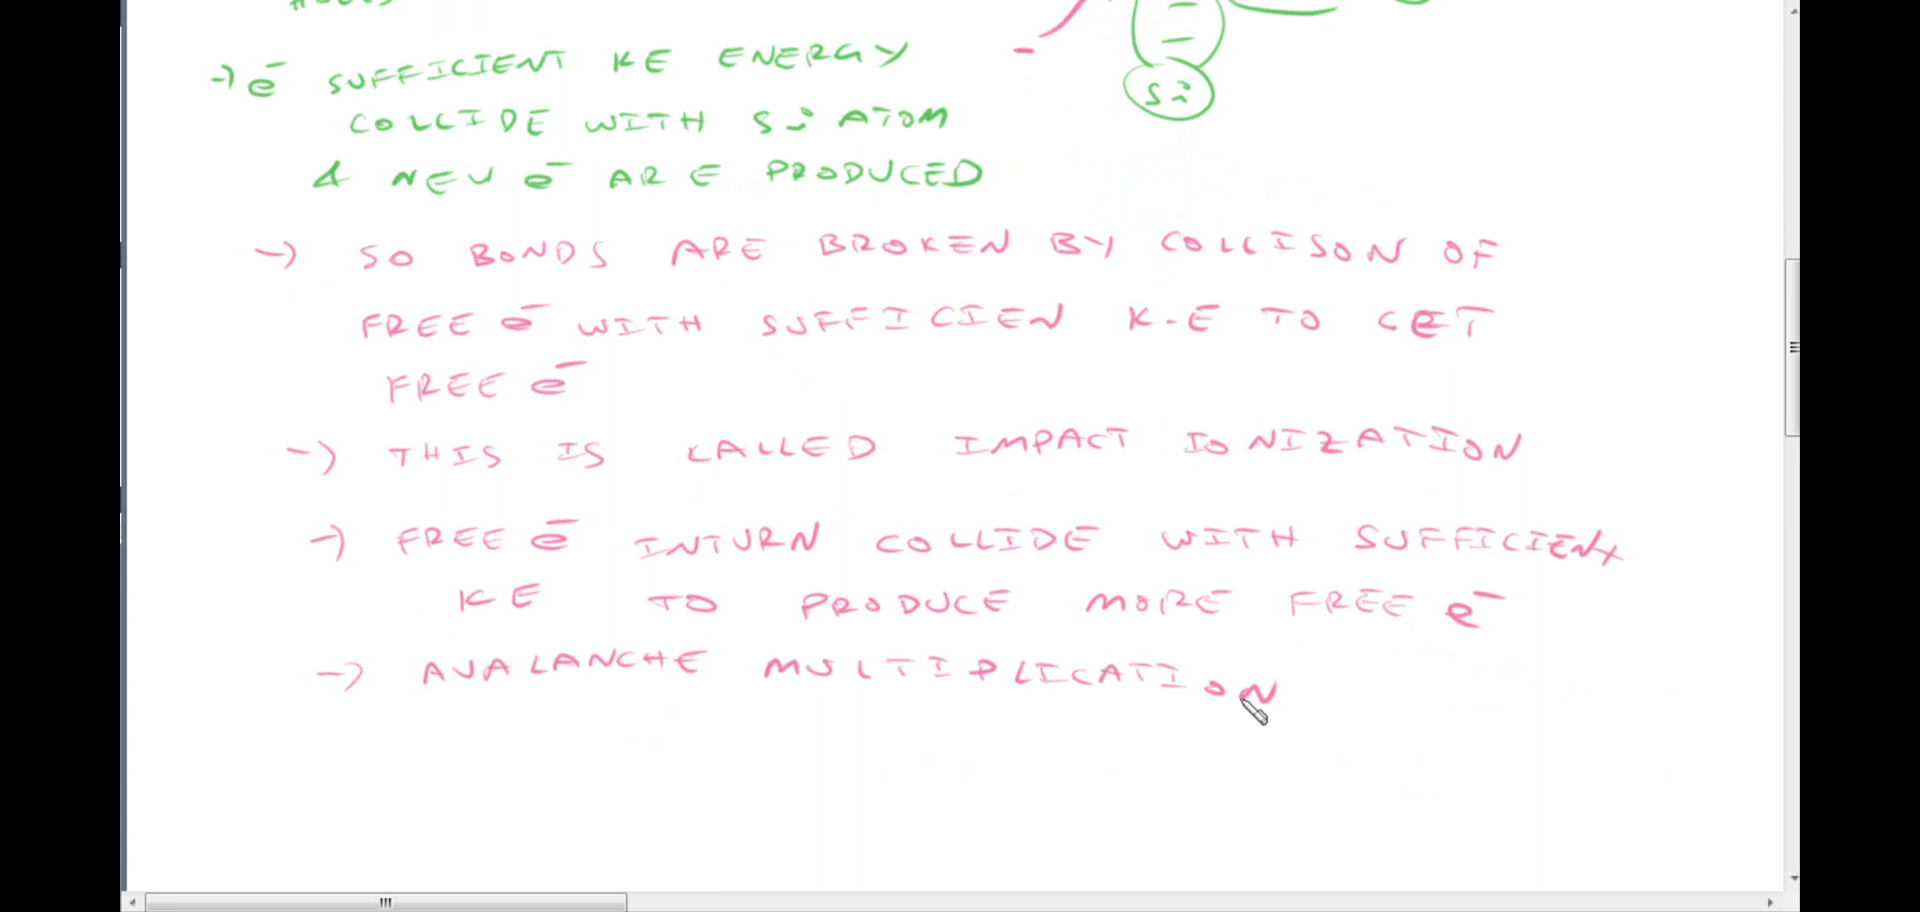 → e⁻ SUFFICIENT KE ENERGY
COLLIDE WITH Si ATOM
& NEW e⁻ ARE PRODUCED
Si
→ SO BONDS ARE BROKEN BY COLLISON OF
FREE e⁻ WITH SUFFICIEN K.E TO GET
FREE e⁻
→ THIS IS CALLED IMPACT IONIZATION
→ FREE e⁻ INTURN COLLIDE WITH SUFFICIENT
KE TO PRODUCE MORE FREE e⁻
→ AVALANCHE MULTIPLICATION